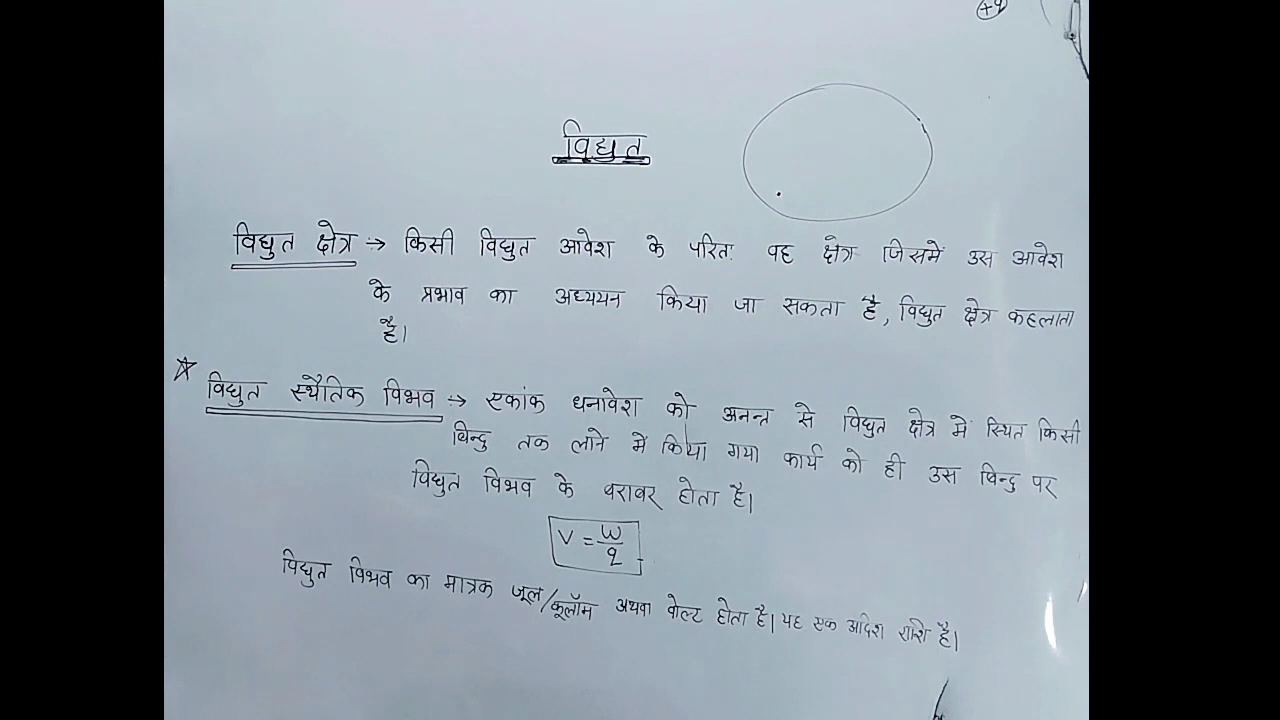 +q
विद्युत
विद्युत क्षेत्र → किसी विद्युत आवेश के परितः वह क्षेत्र जिसमें उस आवेश
के प्रभाव का अध्ययन किया जा सकता है, विद्युत क्षेत्र कहलाता
है।
☆ विद्युत स्थैतिक विभव → एकांक धनावेश को अनन्त से विद्युत क्षेत्र में स्थित किसी
विन्दु तक लाने में किया गया कार्य को ही उस विन्दु पर
विद्युत विभव के बराबर होता है।
V = W/q
विद्युत विभव का मात्रक जूल/कूलॉम अथवा वोल्ट होता है। यह एक अदिश राशि है।